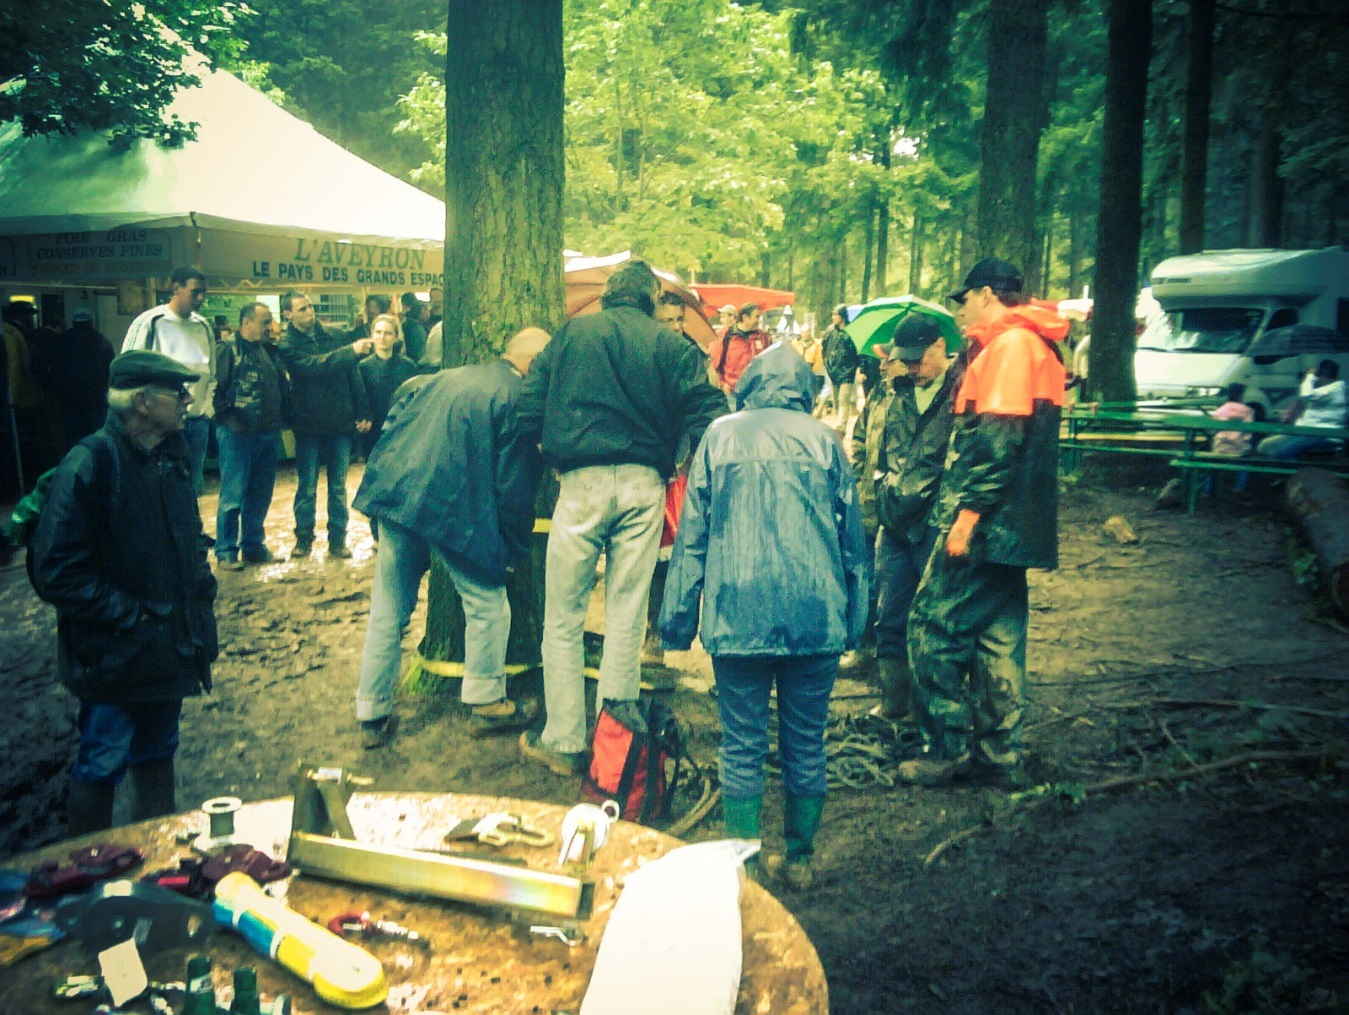 FOIE GRAS
CONSERVES FINES
L'AVEYRON
LE PAYS DES GRANDS ESPAC